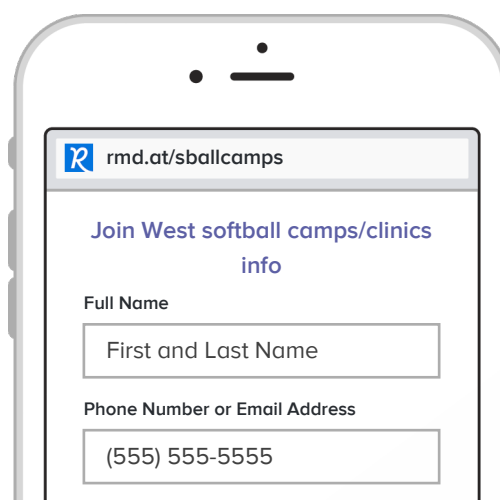 rmd.at/sballcamps
Join West softball camps/clinics
info
Full Name
First and Last Name
Phone Number or Email Address
(555) 555-5555